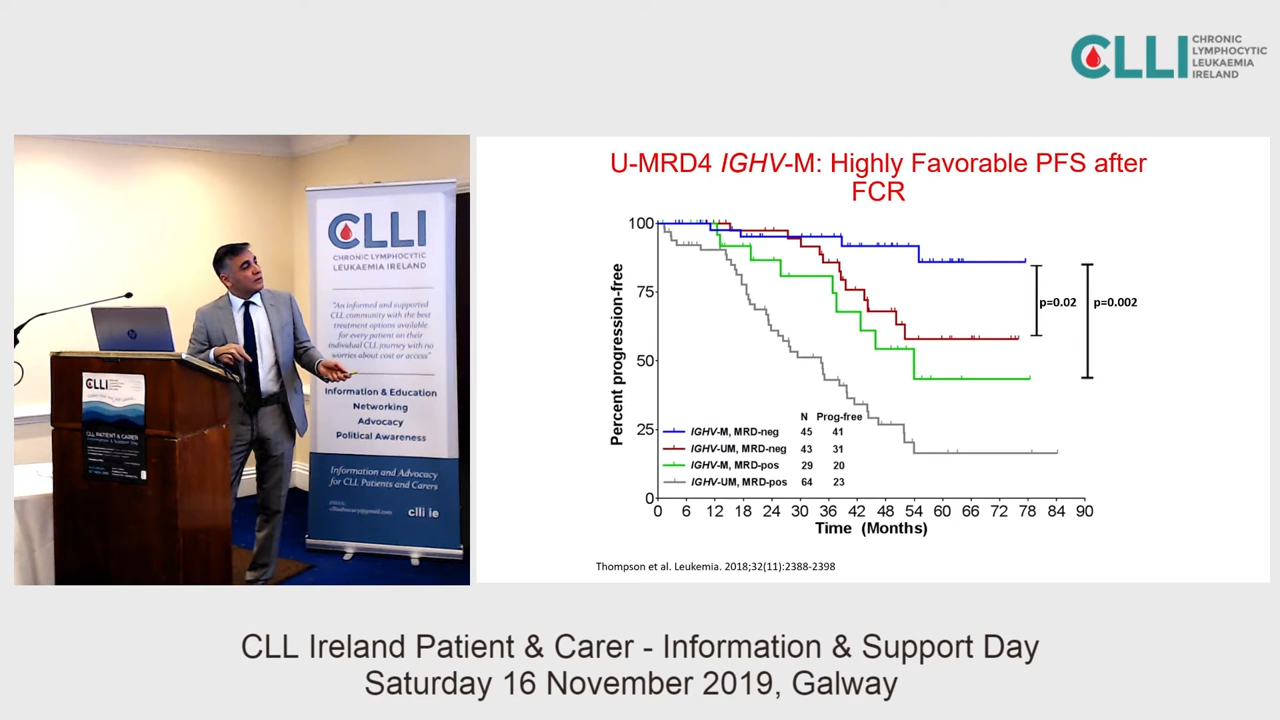 CLLI
CHRONIC
LYMPHOCYTIC
LEUKAEMIA
IRELAND
CLLI
CHRONIC LYMPHOCYTIC
LEUKAEMIA IRELAND
"An informed and supported
CLL community with the best
treatment options available
for every patient on their
individual CLL journey with no
worries about cost or access"
Information & Education
Networking
Advocacy
Political Awareness
Information and Advocacy
for CLL Patients and Carers
clli ie
CLLI
CLL PATIENT & CARER
U-MRD4 IGHV-M: Highly Favorable PFS after
FCR
Percent progression-free
100
75
50
25
0
p=0.02 p=0.002
N Prog-free
IGHV-M, MRD-neg 45 41
IGHV-UM, MRD-neg 43 31
IGHV-M, MRD-pos 29 20
IGHV-UM, MRD-pos 64 23
0 6 12 18 24 30 36 42 48 54 60 66 72 78 84 90
Time (Months)
Thompson et al. Leukemia. 2018;32(11):2388-2398
CLL Ireland Patient & Carer - Information & Support Day
Saturday 16 November 2019, Galway